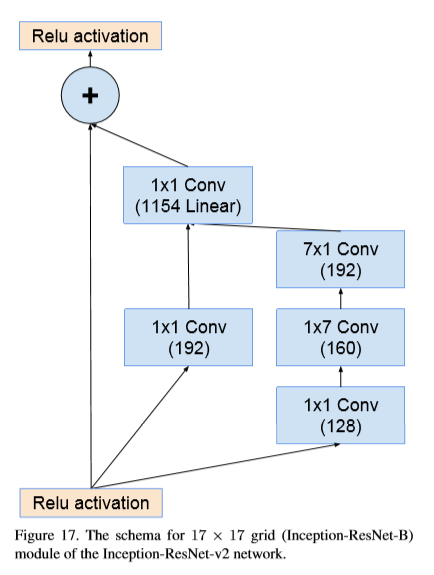 Relu activation
+
1x1 Conv
(1154 Linear)
7x1 Conv
(192)
1x1 Conv
(192)
1x7 Conv
(160)
1x1 Conv
(128)
Relu activation
Figure 17. The schema for 17 × 17 grid (Inception-ResNet-B)
module of the Inception-ResNet-v2 network.